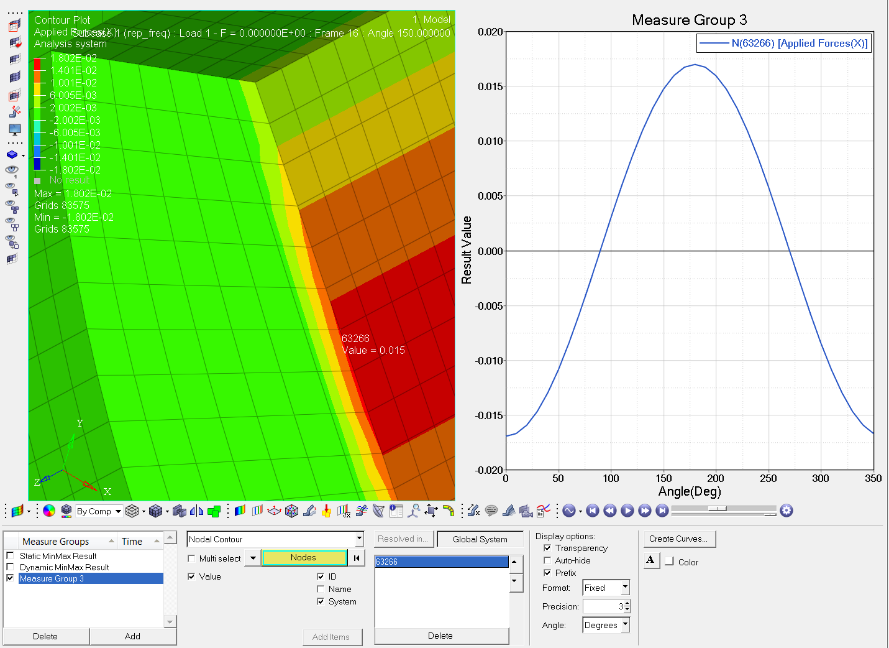 Contour Plot
1: Model
Applied Forces(X)
Subcase 1 (rep_freq) : Load 1 - F = 0.000000E+00 : Frame 16 : Angle 150.000000
Analysis system
1.802E-02
1.401E-02
1.001E-02
6.005E-03
2.002E-03
-2.002E-03
-6.005E-03
-1.001E-02
-1.401E-02
-1.802E-02
No result
Max = 1.802E-02
Grids 83575
Min = -1.802E-02
Grids 83575
63266
Value = 0.015
Y
Z
X
Measure Group 3
N(63266) [Applied Forces(X)]
Result Value
0.020
0.015
0.010
0.005
0.000
-0.005
-0.010
-0.015
-0.020
0 50 100 150 200 250 300 350
Angle(Deg)
By Comp
Measure Groups Time
Static MinMax Result
Dynamic MinMax Result
Measure Group 3
Delete Add
Nodal Contour
Multi select Nodes
Value
ID
Name
System
Add Items
Resolved in... Global System
63266
Delete
Display options:
Transparency
Auto-hide
Prefix
Format: Fixed
Precision: 3
Angle: Degrees
Create Curves...
A Color